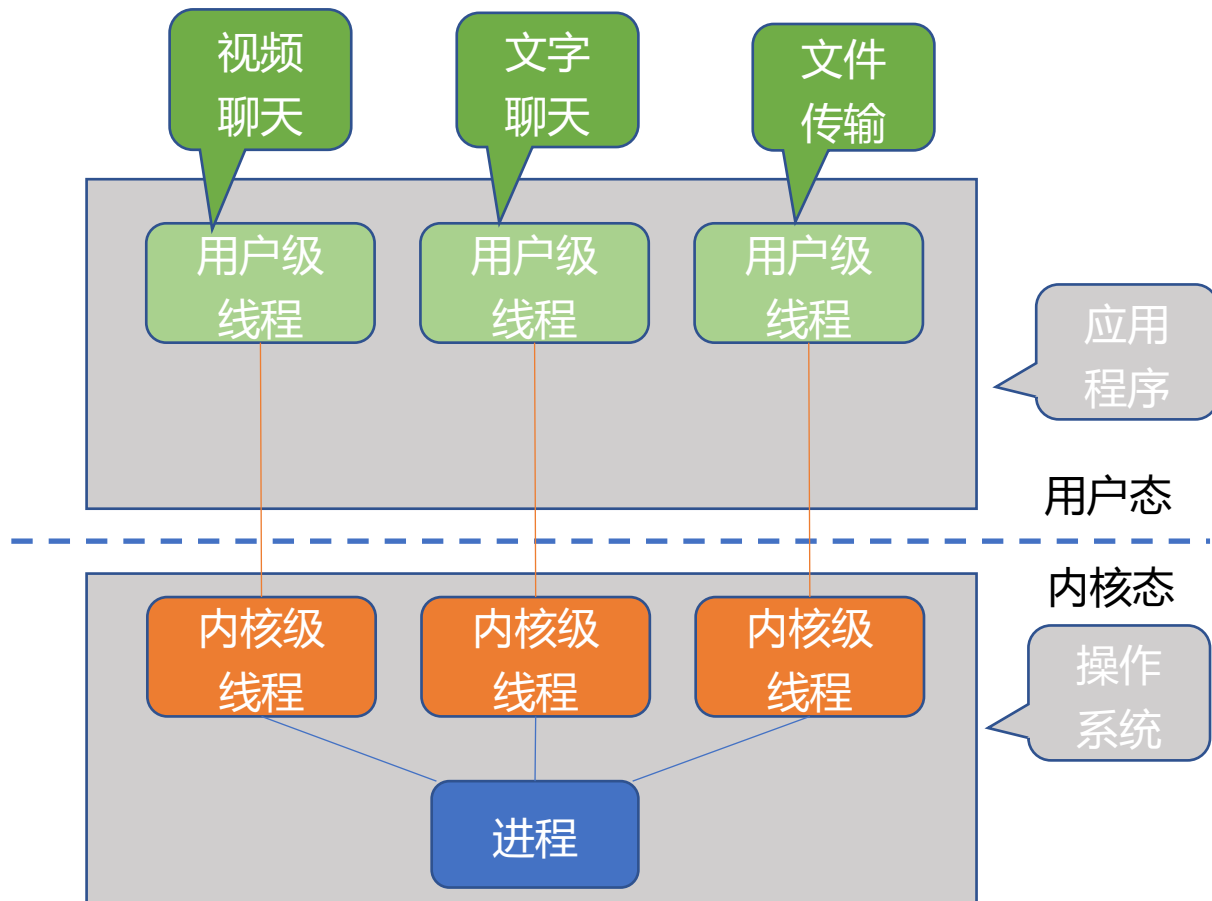 视频
聊天
文字
聊天
文件
传输
用户级
线程
用户级
线程
用户级
线程
应用
程序
用户态
内核态
内核级
线程
内核级
线程
内核级
线程
操作
系统
进程